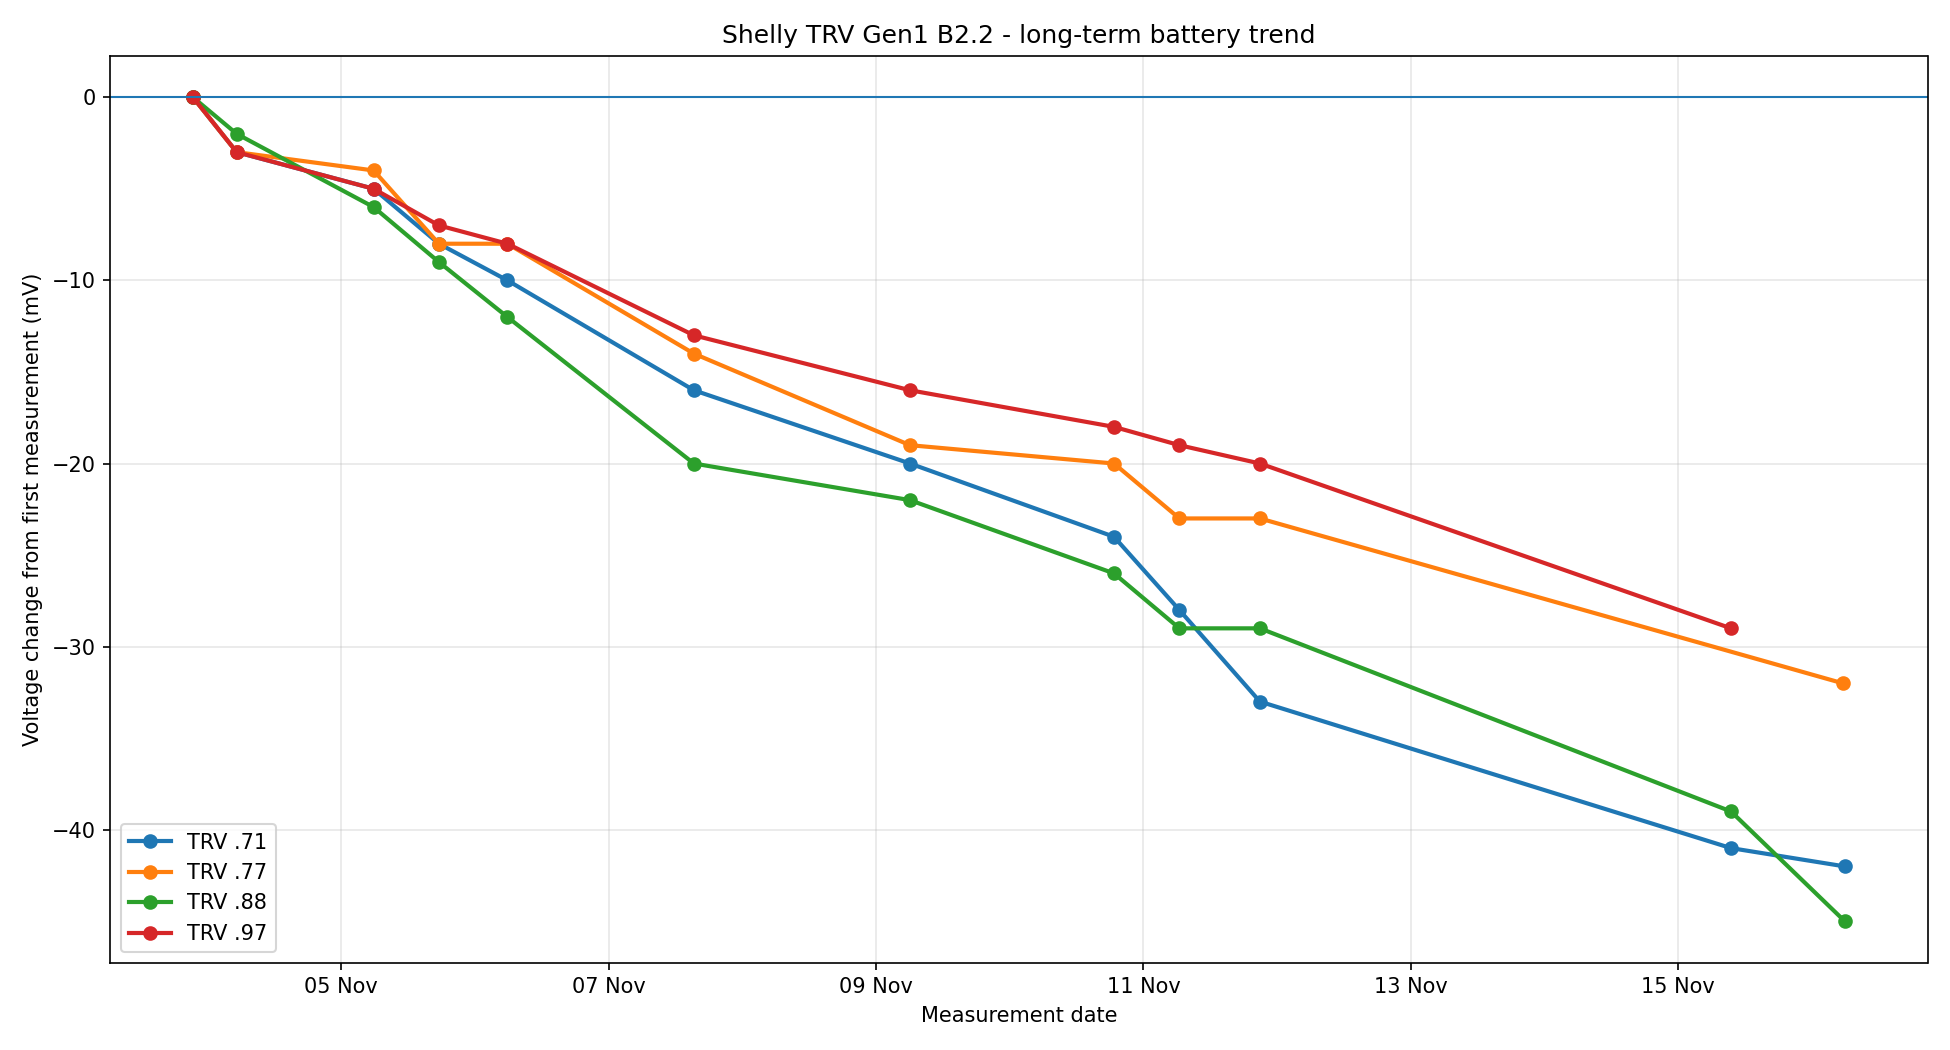 Shelly TRV Gen1 B2.2 - long-term battery trend
Voltage change from first measurement (mV)
0
−10
−20
−30
−40
TRV .71
TRV .77
TRV .88
TRV .97
05 Nov
07 Nov
09 Nov
11 Nov
13 Nov
15 Nov
Measurement date